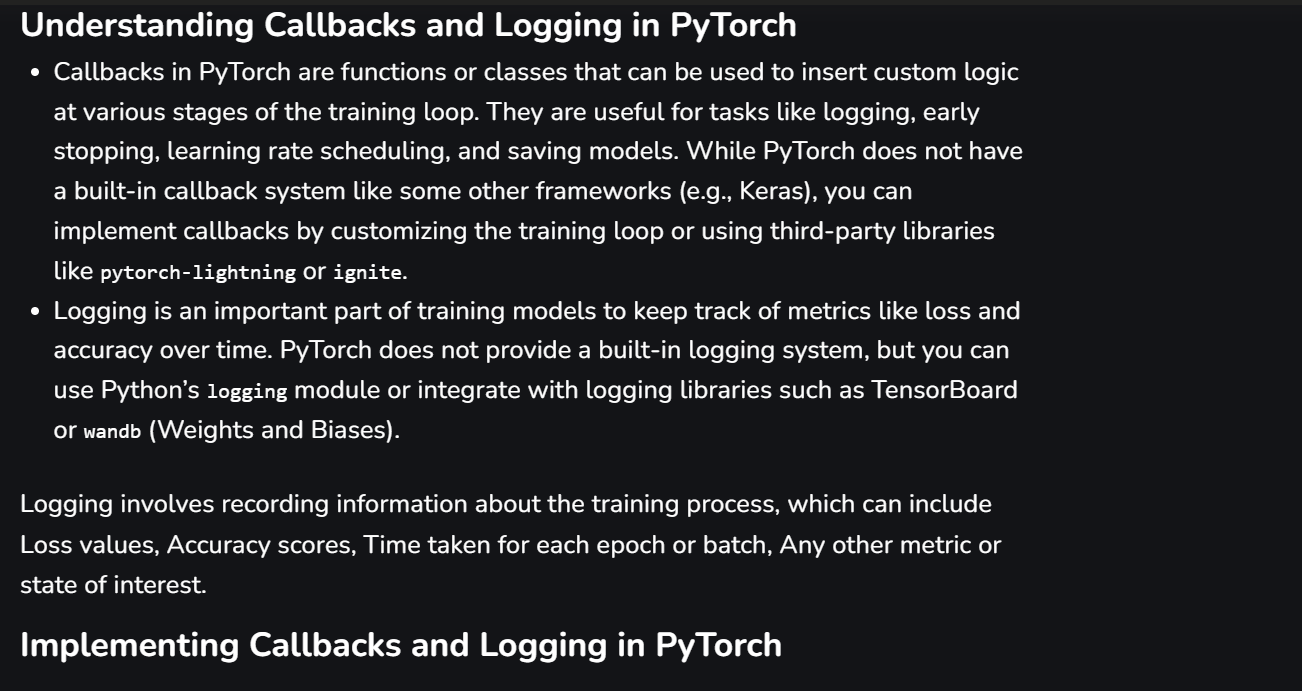 Understanding Callbacks and Logging in PyTorch
• Callbacks in PyTorch are functions or classes that can be used to insert custom logic
at various stages of the training loop. They are useful for tasks like logging, early
stopping, learning rate scheduling, and saving models. While PyTorch does not have
a built-in callback system like some other frameworks (e.g., Keras), you can
implement callbacks by customizing the training loop or using third-party libraries
like pytorch-lightning or ignite.
• Logging is an important part of training models to keep track of metrics like loss and
accuracy over time. PyTorch does not provide a built-in logging system, but you can
use Python’s logging module or integrate with logging libraries such as TensorBoard
or wandb (Weights and Biases).
Logging involves recording information about the training process, which can include
Loss values, Accuracy scores, Time taken for each epoch or batch, Any other metric or
state of interest.
Implementing Callbacks and Logging in PyTorch